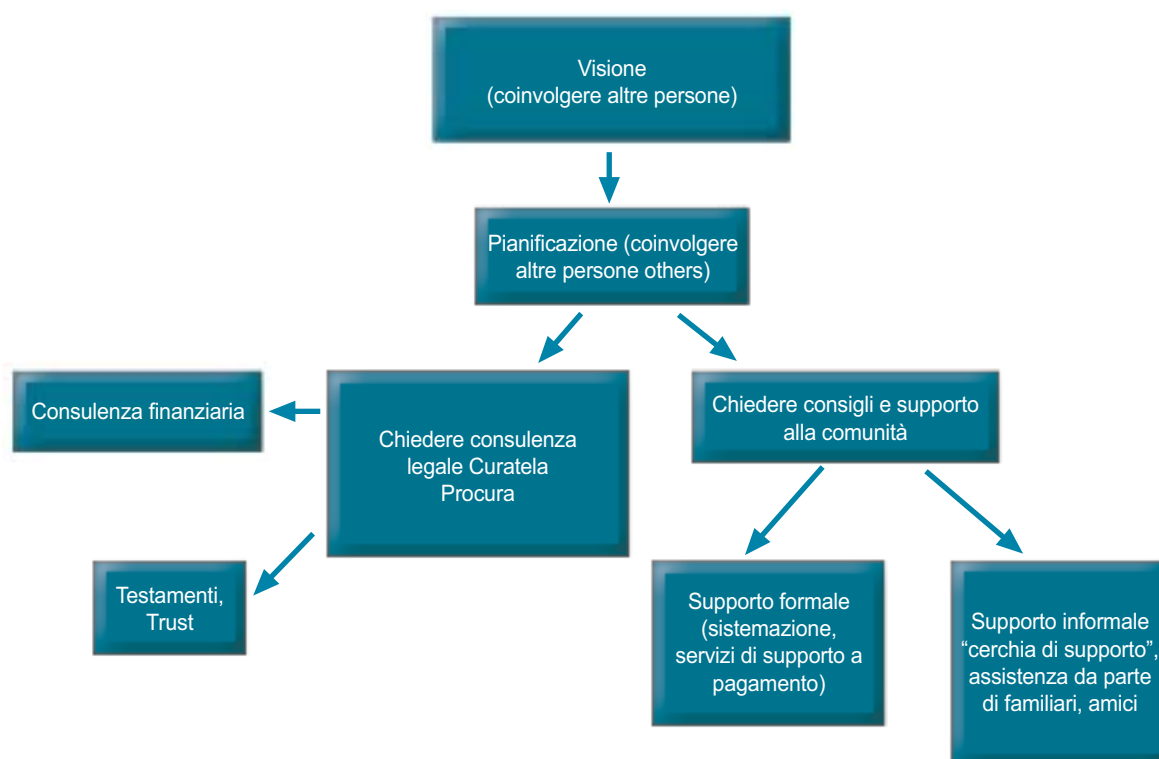 Visione
(coinvolgere altre persone)
Pianificazione (coinvolgere
altre persone others)
Consulenza finanziaria
Chiedere consulenza
legale Curatela
Procura
Chiedere consigli e supporto
alla comunità
Testamenti,
Trust
Supporto formale
(sistemazione,
servizi di supporto a
pagamento)
Supporto informale
“cerchia di supporto”,
assistenza da parte
di familiari, amici